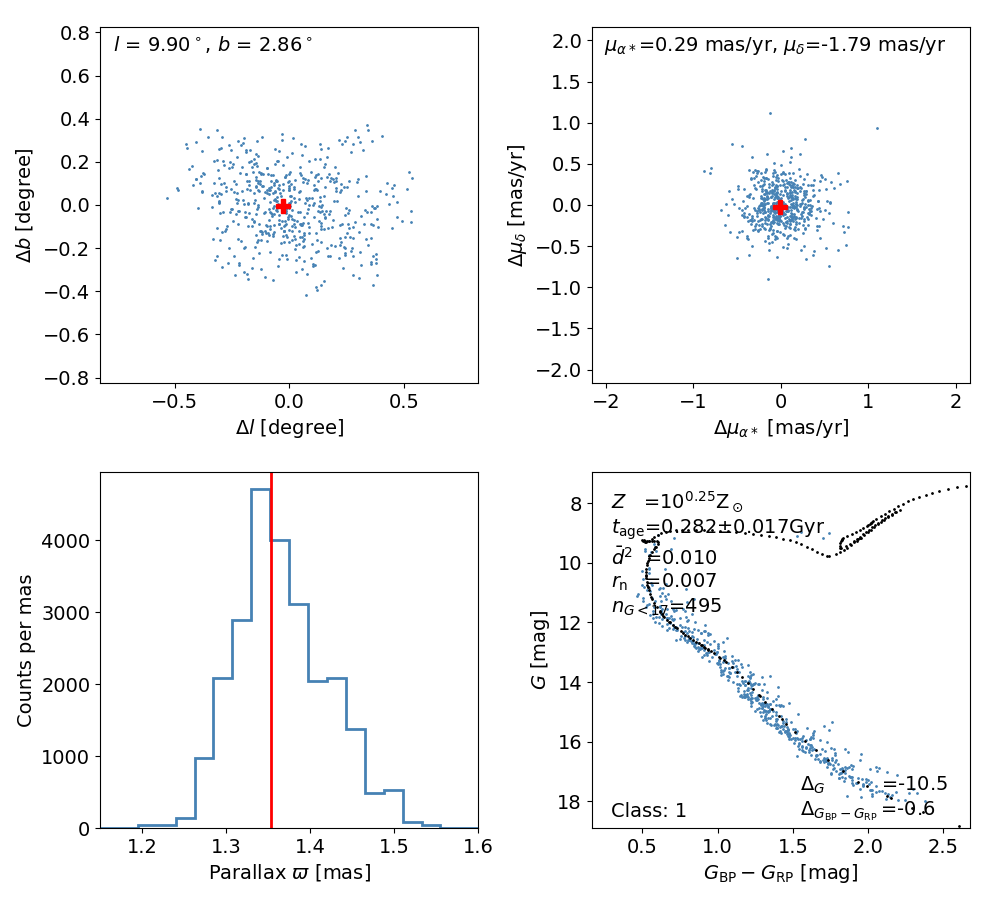 l = 9.90°, b = 2.86°
0.8
0.6
0.4
0.2
0.0
−0.2
−0.4
−0.6
−0.8
Δb [degree]
−0.5 0.0 0.5
Δl [degree]
μα∗=0.29 mas/yr, μδ=-1.79 mas/yr
2.0
1.5
1.0
0.5
0.0
−0.5
−1.0
−1.5
−2.0
Δμδ [mas/yr]
−2 −1 0 1 2
Δμα∗ [mas/yr]
4000
3000
2000
1000
0
Counts per mas
1.2 1.3 1.4 1.5 1.6
Parallax ϖ [mas]
Z =10^0.25 Z⊙
t_age=0.282±0.017Gyr
d̄² =0.010
r_n =0.007
n_G<17=495
Δ_G =-10.5
Class: 1 Δ_GBP−GRP =-0.6
8
10
12
14
16
18
G [mag]
0.5 1.0 1.5 2.0 2.5
G_BP − G_RP [mag]